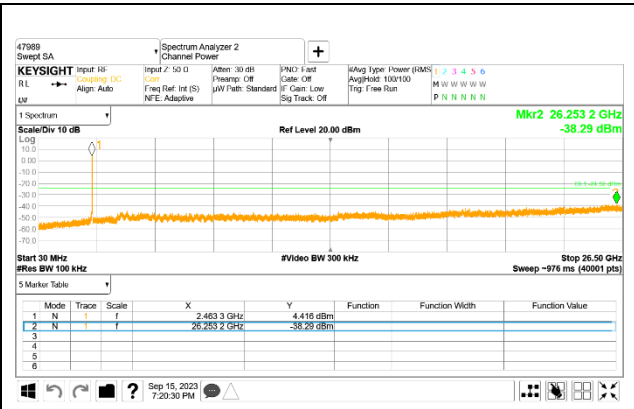 47989
Swept SA
Spectrum Analyzer 2
Channel Power
+
KEYSIGHT
RL
Input: RF
Coupling: DC
Align: Auto
Input Z: 50 Ω
Corr
Freq Ref: Int (S)
NFE: Adaptive
Atten: 30 dB
Preamp: Off
µW Path: Standard
PNO: Fast
Gate: Off
IF Gain: Low
Sig Track: Off
#Avg Type: Power (RMS
Avg|Hold: 100/100
Trig: Free Run
1 2 3 4 5 6
M W W W W W
P N N N N N
1 Spectrum
Scale/Div 10 dB
Ref Level 20.00 dBm
Mkr2 26.253 2 GHz
-38.29 dBm
Log
10.0
0.00
-10.0
-20.0
-30.0
-40.0
-50.0
-60.0
-70.0
1
Start 30 MHz
#Video BW 300 kHz
Stop 26.50 GHz
#Res BW 100 kHz
Sweep ~976 ms (40001 pts)
5 Marker Table
Mode Trace Scale X Y Function Function Width Function Value
1 N 1 f 2.463 3 GHz 4.416 dBm
2 N 1 f 26.253 2 GHz -38.29 dBm
3
4
5
6
?
Sep 15, 2023
7:20:30 PM